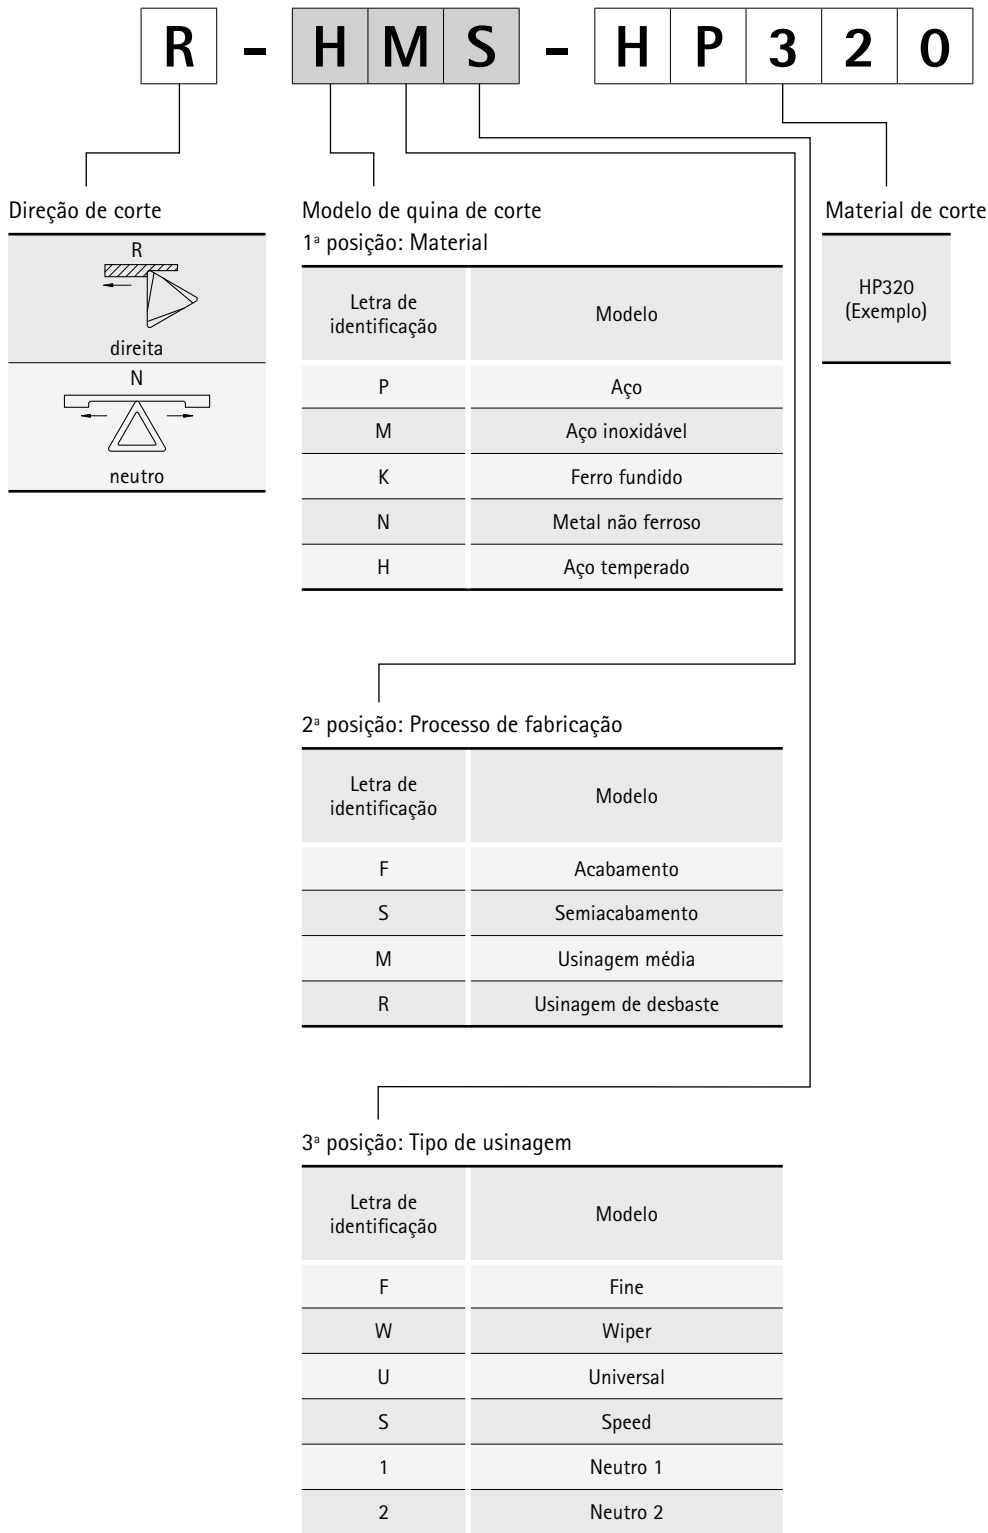 R - HMS - HP320
Direção de corte
R
direita
N
neutro
Modelo de quina de corte
1ª posição: Material
Letra de
identificação
Modelo
P Aço
M Aço inoxidável
K Ferro fundido
N Metal não ferroso
H Aço temperado
Material de corte
HP320
(Exemplo)
2ª posição: Processo de fabricação
Letra de
identificação
Modelo
F Acabamento
S Semiacabamento
M Usinagem média
R Usinagem de desbaste
3ª posição: Tipo de usinagem
Letra de
identificação
Modelo
F Fine
W Wiper
U Universal
S Speed
1 Neutro 1
2 Neutro 2